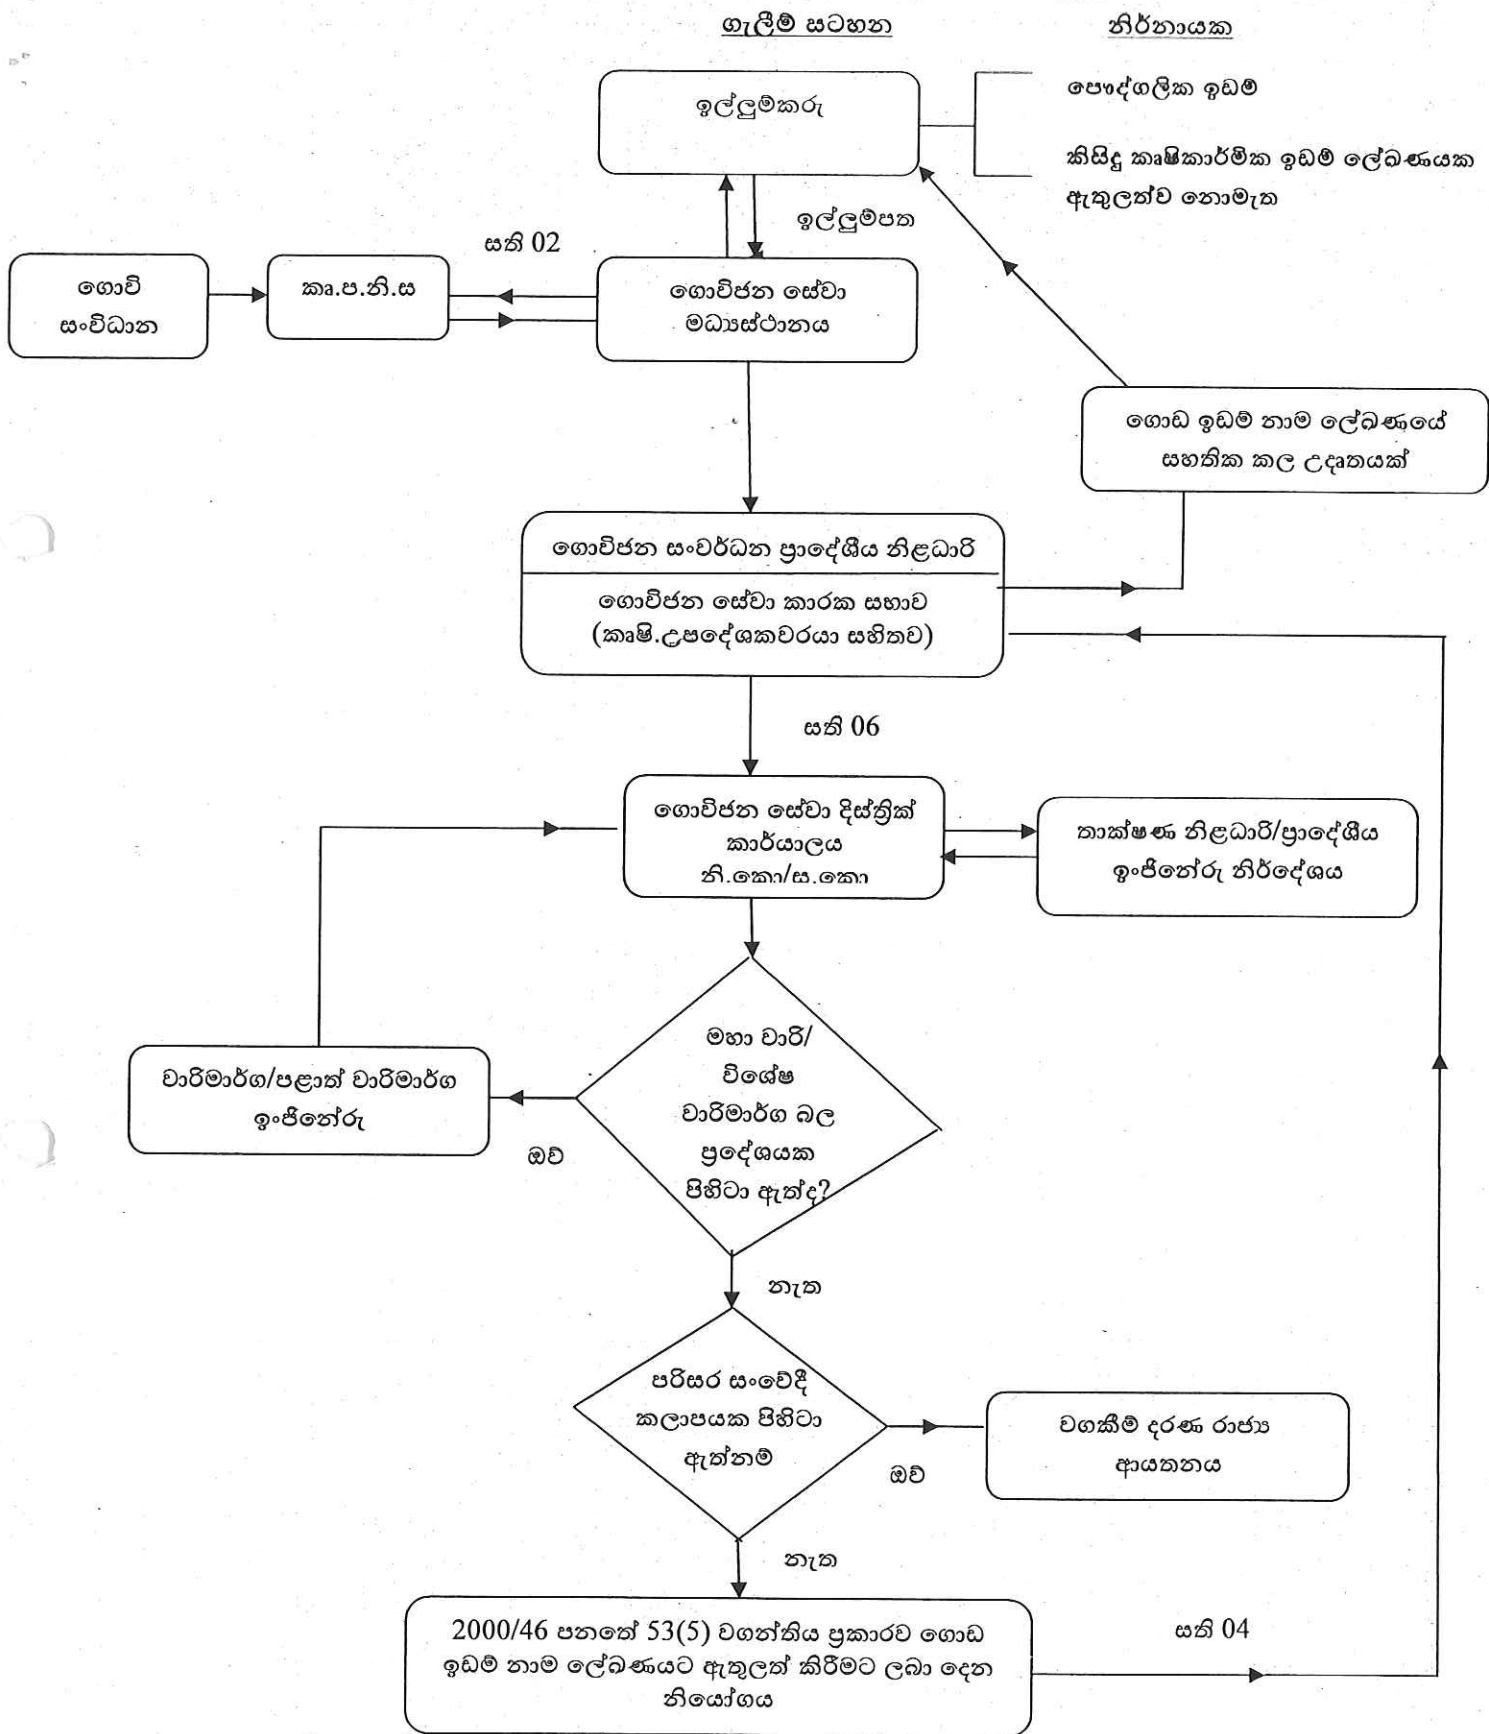 ගැලීම් සටහන
නිර්නායක
ඉල්ලුම්කරු
පෞද්ගලික ඉඩම්
කිසිදු කෘෂිකාර්මික ඉඩම් ලේඛණයක
ඇතුලත්ව නොමැත
ඉල්ලුම්පත
සති 02
ගොවි
සංවිධාන
කෘ.ප.නි.ස
ගොවිජන සේවා
මධ්‍යස්ථානය
ගොඩ ඉඩම් නාම ලේඛණයේ
සහතික කල උදෘතයක්
ගොවිජන සංවර්ධන ප්‍රාදේශීය නිළධාරි
ගොවිජන සේවා කාරක සභාව
(කෘෂි.උපදේශකවරයා සහිතව)
සති 06
ගොවිජන සේවා දිස්ත්‍රික්
කාර්යාලය
නි.කො/ස.කො
තාක්ෂණ නිළධාරි/ප්‍රාදේශීය
ඉංජිනේරු නිර්දේශය
මහා වාරි/
විශේෂ
වාරිමාර්ග බල
ප්‍රදේශයක
පිහිටා ඇත්ද?
වාරිමාර්ග/පළාත් වාරිමාර්ග
ඉංජිනේරු
ඔව්
නැත
පරිසර සංවේදී
කලාපයක පිහිටා
ඇත්නම්
ඔව්
වගකීම් දරණ රාජ්‍ය
ආයතනය
නැත
2000/46 පනතේ 53(5) වගන්තිය ප්‍රකාරව ගොඩ
ඉඩම් නාම ලේඛණයට ඇතුලත් කිරීමට ලබා දෙන
නියෝගය
සති 04